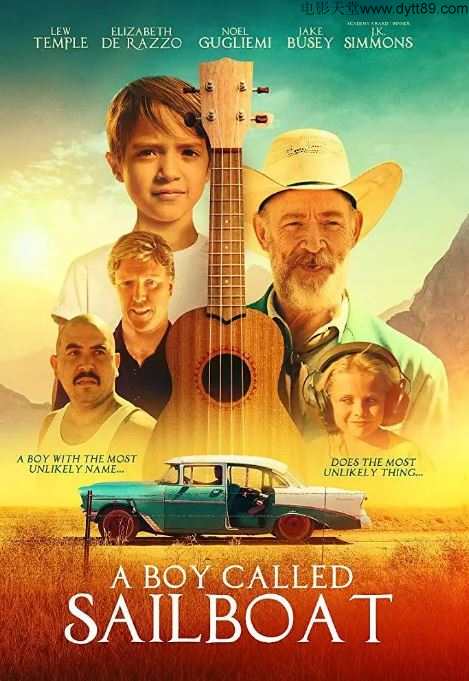 电影天堂www.dytt89.com
LEW TEMPLE
ELIZABETH DE RAZZO
NOEL GUGLIEMI
JAKE BUSEY
ACADEMY AWARD WINNER
J.K. SIMMONS
A BOY WITH THE MOST
UNLIKELY NAME...
DOES THE MOST
UNLIKELY THING...
A BOY CALLED
SAILBOAT